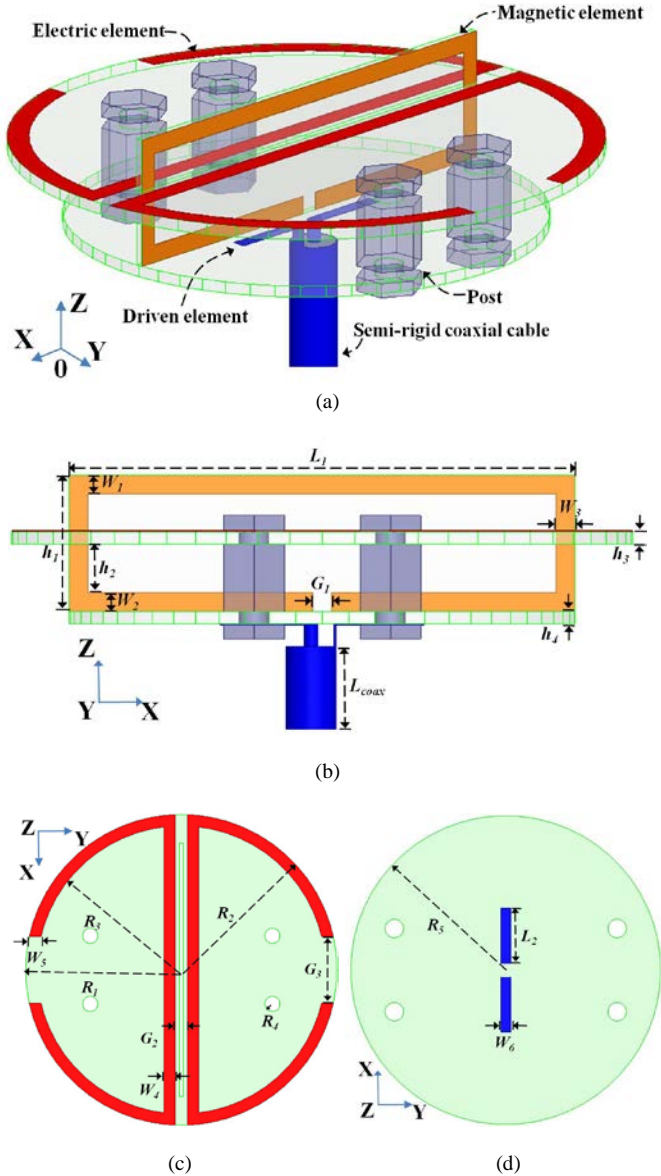 Magnetic element
Electric element
Driven element
Post
Semi-rigid coaxial cable
Z
X
Y
0
(a)
L1
W1
W3
h1
h2
h3
G1
W2
h4
Lcoax
Z
Y
X
(b)
Z
Y
X
R3
R2
W5
R1
G3
R4
G2
W4
(c)
R5
L2
W6
X
Z
Y
(d)